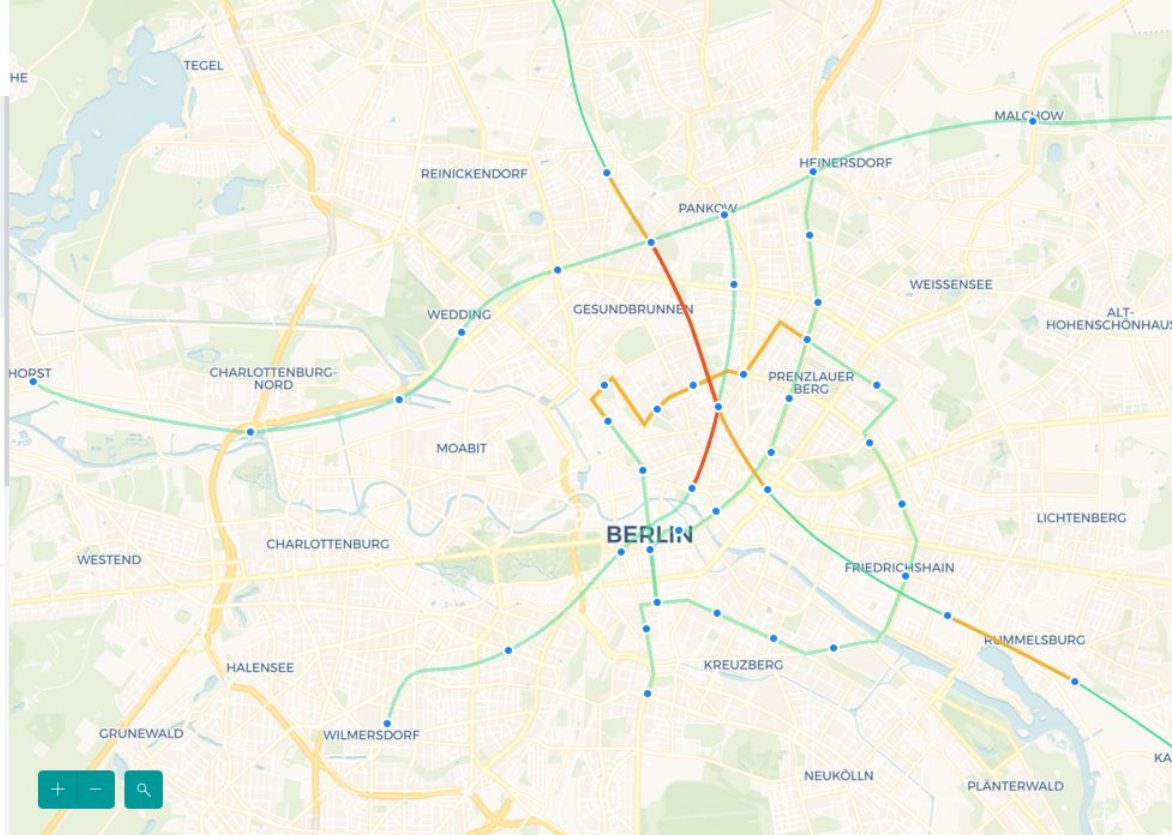 TEGEL
HE
MALCHOW
HEINERSDORF
REINICKENDORF
PANKOW
WEISSENSEE
WEDDING
GESUNDBRUNNEN
ALT-
HOHENSCHÖNHAUS
HORST
CHARLOTTENBURG-
NORD
PRENZLAUER
BERG
MOABIT
LICHTENBERG
BERLIN
CHARLOTTENBURG
WESTEND
FRIEDRICHSHAIN
RUMMELSBURG
HALENSEE
KREUZBERG
GRUNEWALD
WILMERSDORF
KA
NEUKÖLLN
PLÄNTERWALD